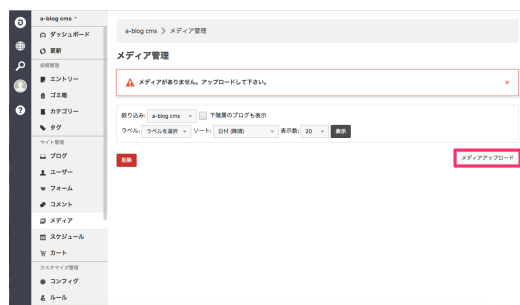 a-blog cms
ダッシュボード
更新
投稿管理
エントリー
ゴミ箱
カテゴリー
タグ
サイト管理
ブログ
ユーザー
フォーム
コメント
メディア
スケジュール
カート
カスタマイズ管理
コンフィグ
ルール
a-blog cms > メディア管理
メディア管理
メディアがありません。アップロードして下さい。 ×
絞り込み: a-blog cms 下階層のブログも表示
ラベル: ラベルを選択 ソート: 日付 (降順) 表示数: 20 表示
削除 メディアアップロード